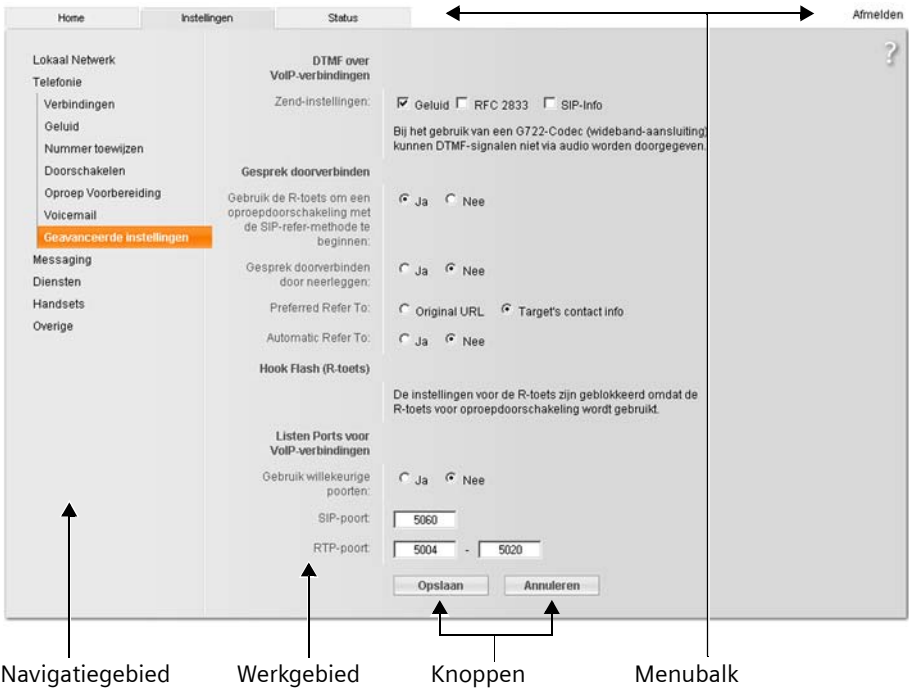 Home Instellingen Status Afmelden
?
Lokaal Netwerk
Telefonie
Verbindingen
Geluid
Nummer toewijzen
Doorschakelen
Oproep Voorbereiding
Voicemail
Geavanceerde instellingen
Messaging
Diensten
Handsets
Overige
DTMF over
VoIP-verbindingen
Zend-instellingen: Geluid RFC 2833 SIP-Info
Bij het gebruik van een G722-Codec (wideband-aansluiting)
kunnen DTMF-signalen niet via audio worden doorgegeven.
Gesprek doorverbinden
Gebruik de R-toets om een
oproepdoorschakeling met
de SIP-refer-methode te
beginnen:
Ja Nee
Gesprek doorverbinden
door neerleggen:
Ja Nee
Preferred Refer To: Original URL Target's contact info
Automatic Refer To: Ja Nee
Hook Flash (R-toets)
De instellingen voor de R-toets zijn geblokkeerd omdat de
R-toets voor oproepdoorschakeling wordt gebruikt.
Listen Ports voor
VoIP-verbindingen
Gebruik willekeurige
poorten:
Ja Nee
SIP-poort: 5060
RTP-poort: 5004 - 5020
Opslaan Annuleren
Navigatiegebied Werkgebied Knoppen Menubalk